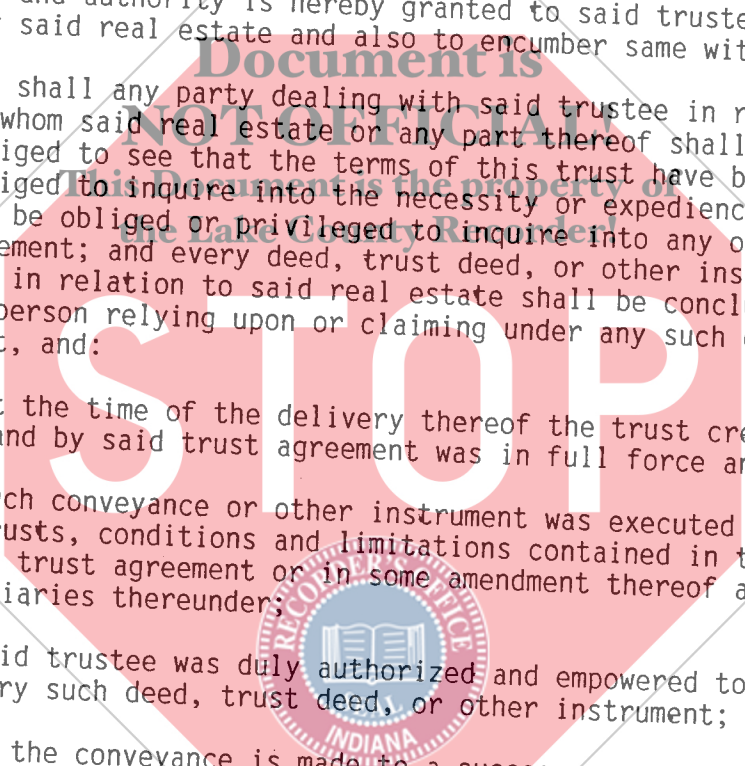 and authority is hereby granted to said truste
said real estate and also to encumber same wit
Document is
shall any party dealing with said trustee in r
NOT OFFICIAL!
whom said real estate or any part thereof shall
iged to see that the terms of this trust have b
This Document is the property of
iged to inquire into the necessity or expedienc
the Lake County Recorder!
be obliged or privileged to inquire into any o
ement; and every deed, trust deed, or other ins
in relation to said real estate shall be concl
person relying upon or claiming under any such
t, and:
STOP
t the time of the delivery thereof the trust cre
and by said trust agreement was in full force an
ch conveyance or other instrument was executed
rusts, conditions and limitations contained in t
trust agreement or in some amendment thereof a
iaries thereunder;
RECORDER'S OFFICE
id trustee was duly authorized and empowered to
ry such deed, trust deed, or other instrument;
SEAL
INDIANA
the conveyance is made to a